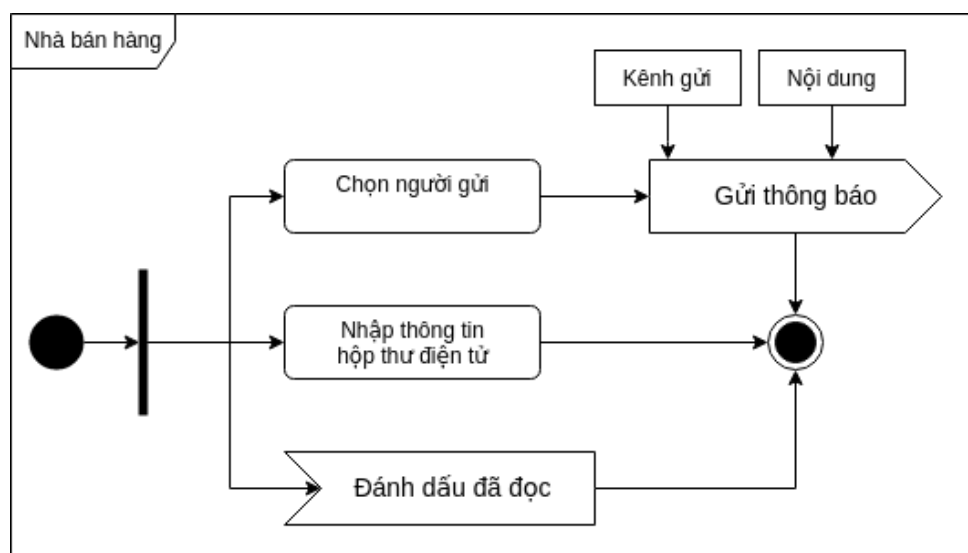 Nhà bán hàng
Kênh gửi
Nội dung
Chọn người gửi
Gửi thông báo
Nhập thông tin
hộp thư điện tử
Đánh dấu đã đọc